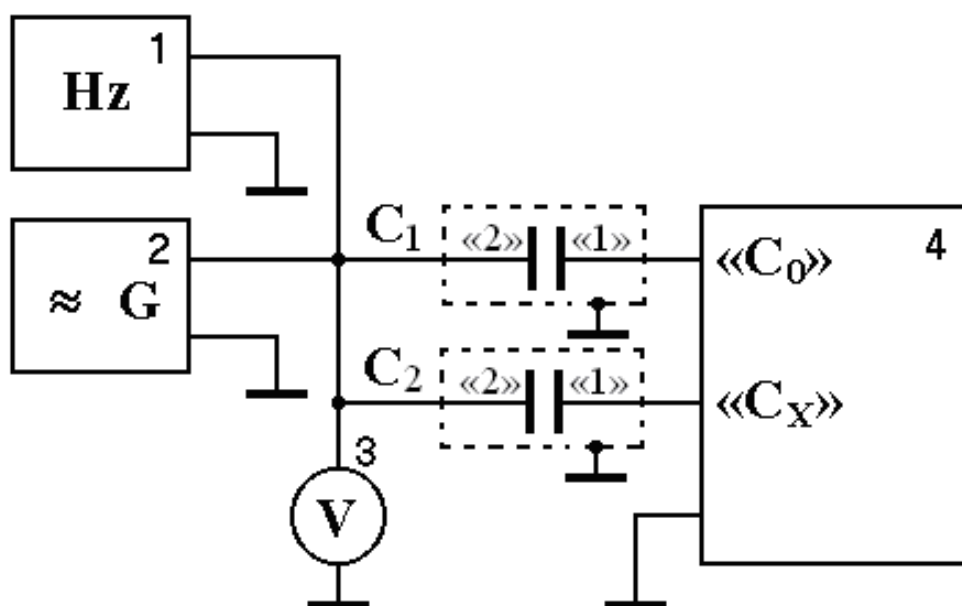 1
Hz
2
≈ G
C₁ «2» «1» «C₀» 4
C₂ «2» «1» «Cₓ»
3
V